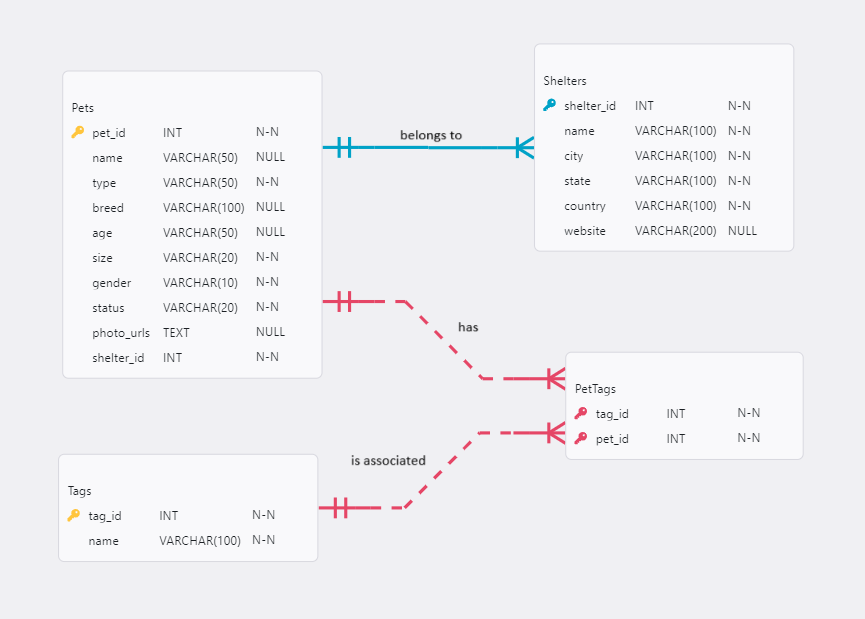 Pets
pet_id INT N-N
name VARCHAR(50) NULL
type VARCHAR(50) N-N
breed VARCHAR(100) NULL
age VARCHAR(50) NULL
size VARCHAR(20) N-N
gender VARCHAR(10) N-N
status VARCHAR(20) N-N
photo_urls TEXT NULL
shelter_id INT N-N
belongs to
Shelters
shelter_id INT N-N
name VARCHAR(100) N-N
city VARCHAR(100) N-N
state VARCHAR(100) N-N
country VARCHAR(100) N-N
website VARCHAR(200) NULL
has
PetTags
tag_id INT N-N
pet_id INT N-N
is associated
Tags
tag_id INT N-N
name VARCHAR(100) N-N